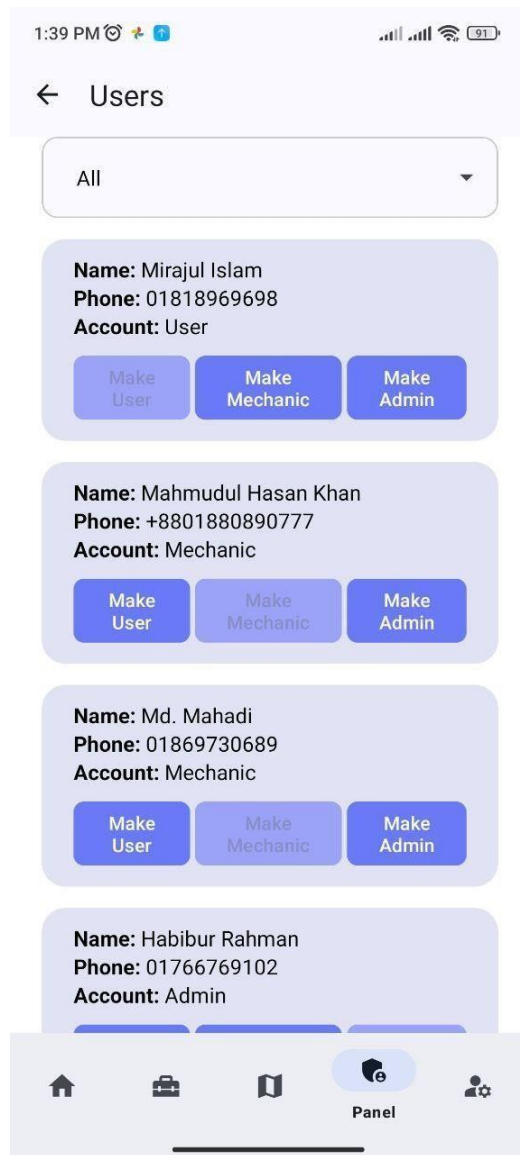 1:39 PM
91
Users
All
Name: Mirajul Islam
Phone: 01818969698
Account: User
Make User
Make Mechanic
Make Admin
Name: Mahmudul Hasan Khan
Phone: +8801880890777
Account: Mechanic
Make User
Make Mechanic
Make Admin
Name: Md. Mahadi
Phone: 01869730689
Account: Mechanic
Make User
Make Mechanic
Make Admin
Name: Habibur Rahman
Phone: 01766769102
Account: Admin
Panel